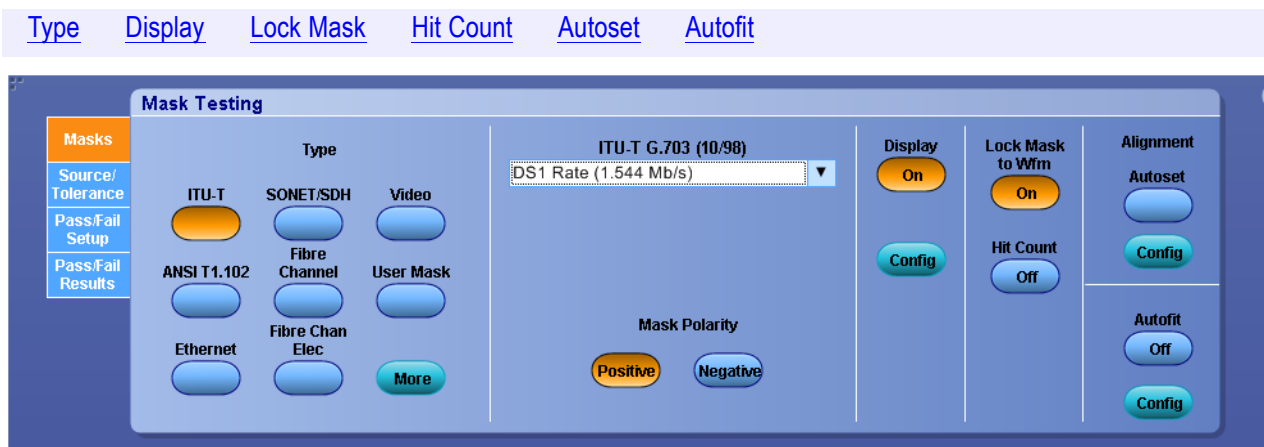 Type Display Lock Mask Hit Count Autoset Autofit
Mask Testing
Masks
Source/
Tolerance
Pass/Fail
Setup
Pass/Fail
Results
Type
ITU-T
SONET/SDH
Video
ANSI T1.102
Fibre
Channel
User Mask
Ethernet
Fibre Chan
Elec
More
ITU-T G.703 (10/98)
DS1 Rate (1.544 Mb/s)
Mask Polarity
Positive
Negative
Display
On
Config
Lock Mask
to Wfm
On
Hit Count
Off
Alignment
Autoset
Config
Autofit
Off
Config